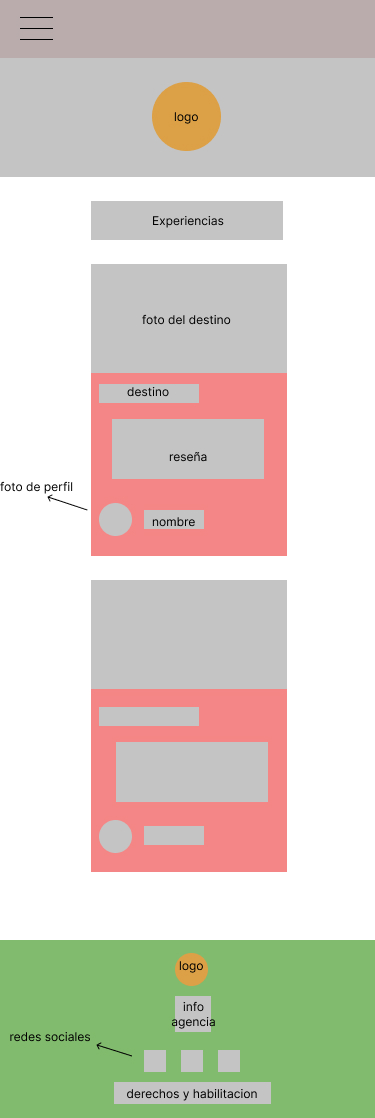 logo
Experiencias
foto del destino
destino
reseña
foto de perfil
nombre
logo
info
agencia
redes sociales
derechos y habilitacion